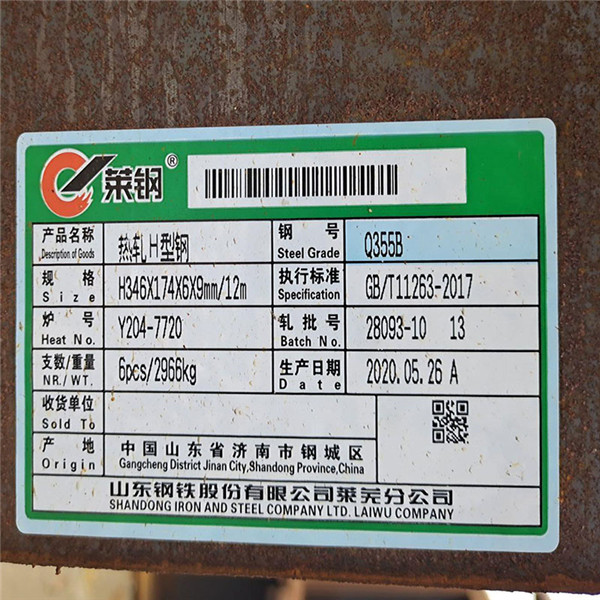 莱钢®
产品名称 热轧H型钢 钢 号 Q355B
Description of Goods Steel Grade
规 格 H346X174X6X9mm/12m 执行标准 GB/T11263-2017
Size Specification
炉 号 Y204-7720 轧 批 号 28093-10 13
Heat No. Batch No.
支数/重量 6pcs/2966kg 生产日期 2020.05.26 A
NR./WT. Date
收货单位
Sold To
产 地 中国山东省济南市钢城区
Origin Gangcheng District Jinan City,Shandong Province,China
山东钢铁股份有限公司莱芜分公司
SHANDONG IRON AND STEEL COMPANY LTD. LAIWU COMPANY